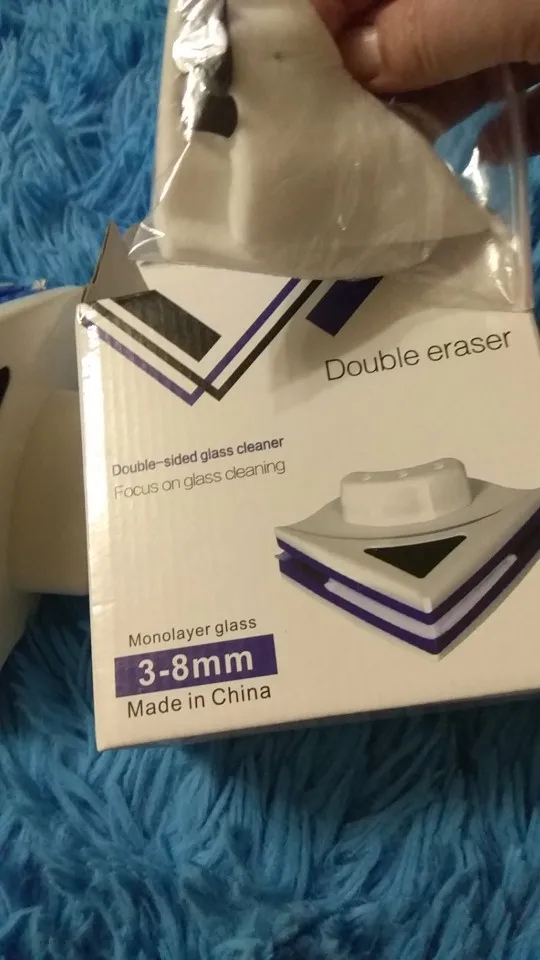 Double eraser
Double-sided glass cleaner
Focus on glass cleaning
Monolayer glass
3-8mm
Made in China